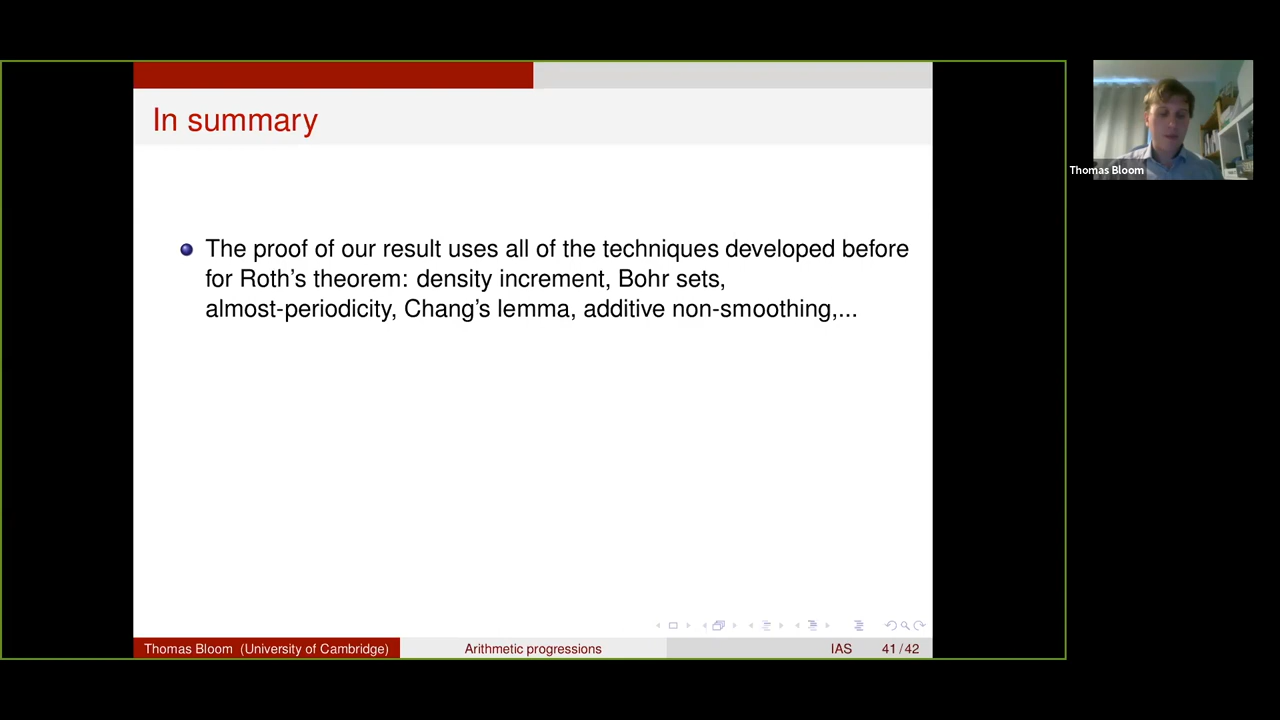 In summary
The proof of our result uses all of the techniques developed before
for Roth's theorem: density increment, Bohr sets,
almost-periodicity, Chang's lemma, additive non-smoothing,...
Thomas Bloom (University of Cambridge)
Arithmetic progressions
IAS
41 / 42
Thomas Bloom